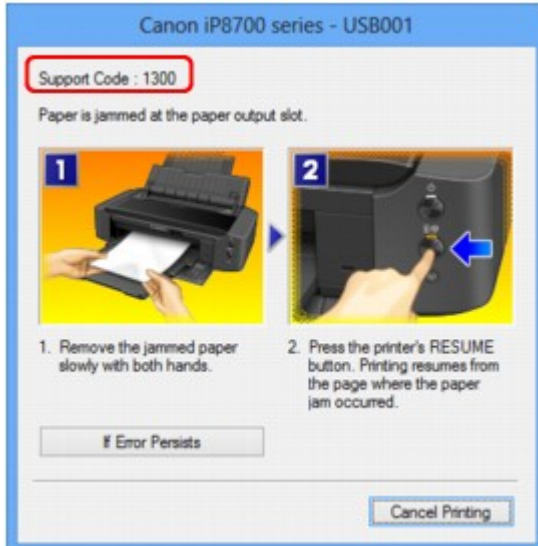 Canon iP8700 series - USB001
Support Code : 1300
Paper is jammed at the paper output slot.
1
2
1. Remove the jammed paper
slowly with both hands.
2. Press the printer's RESUME
button. Printing resumes from
the page where the paper
jam occurred.
If Error Persists
Cancel Printing